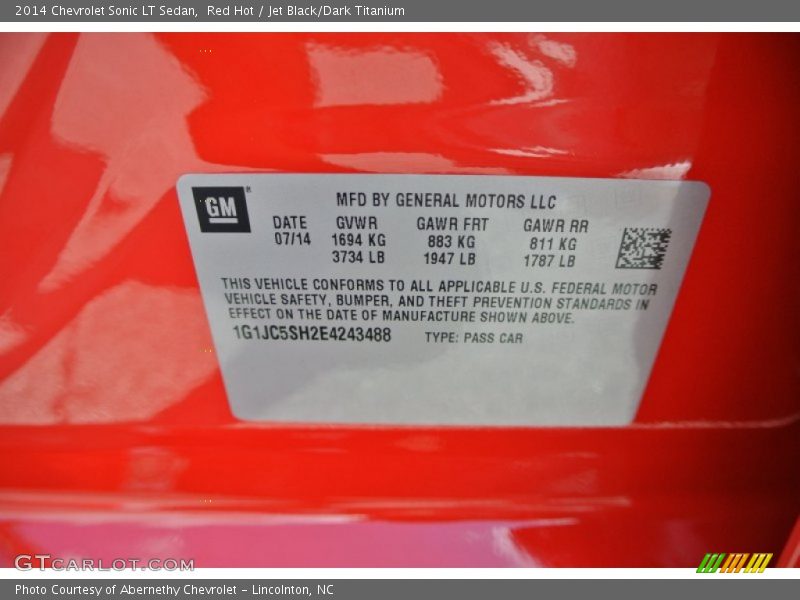 2014 Chevrolet Sonic LT Sedan,  Red Hot / Jet Black/Dark Titanium
GM
MFD BY GENERAL MOTORS LLC
DATE GVWR GAWR FRT GAWR RR
07/14 1694 KG 883 KG 811 KG
3734 LB 1947 LB 1787 LB
THIS VEHICLE CONFORMS TO ALL APPLICABLE U.S. FEDERAL MOTOR
VEHICLE SAFETY, BUMPER, AND THEFT PREVENTION STANDARDS IN
EFFECT ON THE DATE OF MANUFACTURE SHOWN ABOVE.
1G1JC5SH2E4243488 TYPE: PASS CAR
GTCARLOT.COM
Photo Courtesy of Abernethy Chevrolet – Lincolnton, NC